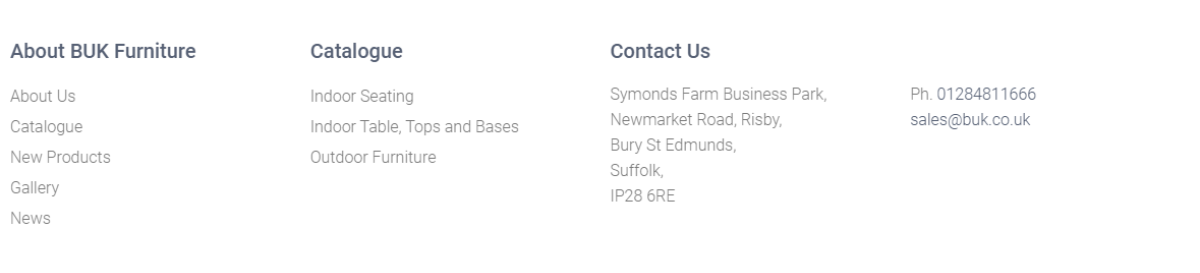 About BUK Furniture
About Us
Catalogue
New Products
Gallery
News
Catalogue
Indoor Seating
Indoor Table, Tops and Bases
Outdoor Furniture
Contact Us
Symonds Farm Business Park,
Newmarket Road, Risby,
Bury St Edmunds,
Suffolk,
IP28 6RE
Ph. 01284811666
sales@buk.co.uk